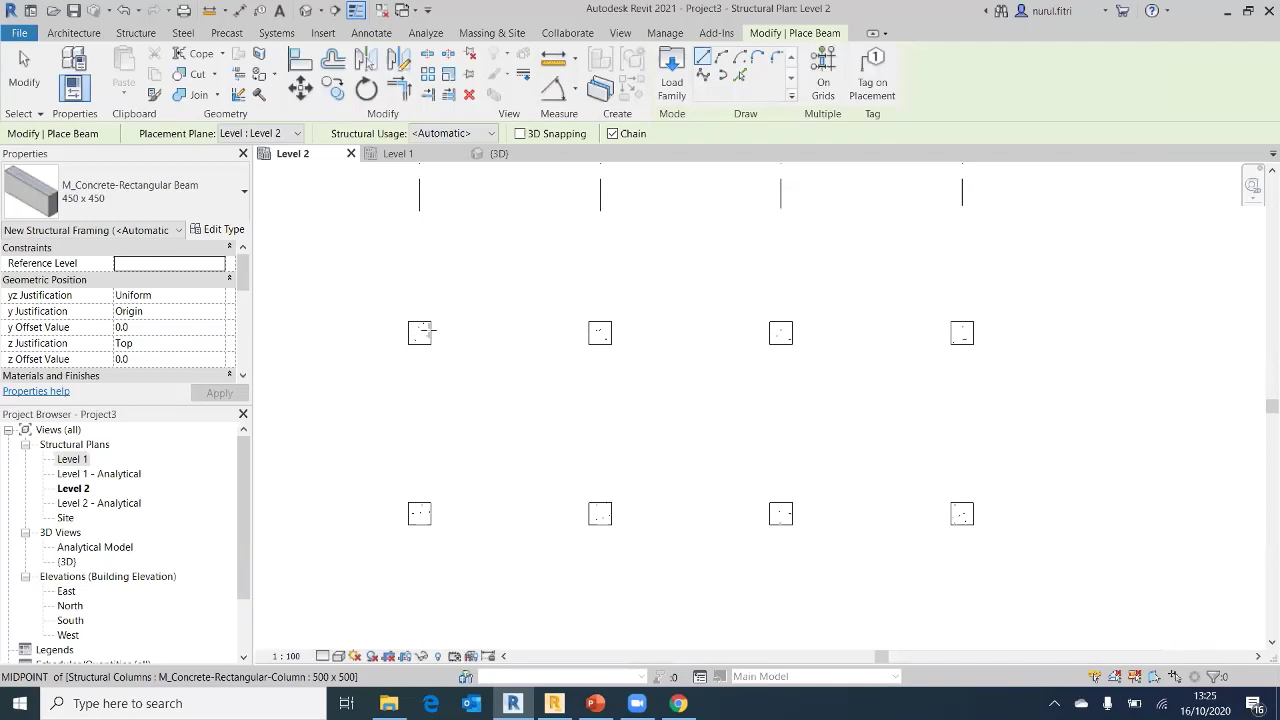 Autodesk Revit 2021 - Project3 - Structural Plan: Level 2
nurul.fitri
File Architecture Structure Steel Precast Systems Insert Annotate Analyze Massing & Site Collaborate View Manage Add-Ins Modify | Place Beam
Modify
Paste
Cope
Cut
Join
Load
Family
On
Grids
Tag on
Placement
Select Properties Clipboard Geometry Modify View Measure Create Mode Draw Multiple Tag
Modify | Place Beam Placement Plane: Level : Level 2 Structural Usage: <Automatic> 3D Snapping Chain
Properties
Level 2 Level 1 {3D}
M_Concrete-Rectangular Beam
450 x 450
New Structural Framing (<Automatic Edit Type
Constraints
Reference Level
Geometric Position
yz Justification Uniform
y Justification Origin
y Offset Value 0.0
z Justification Top
z Offset Value 0.0
Materials and Finishes
Properties help Apply
Project Browser - Project3
Views (all)
Structural Plans
Level 1
Level 1 - Analytical
Level 2
Level 2 - Analytical
Site
3D Views
Analytical Model
{3D}
Elevations (Building Elevation)
East
North
South
West
Legends
1 : 100
MIDPOINT of [Structural Columns : M_Concrete-Rectangular-Column : 500 x 500] :0 Main Model :0
Type here to search
13:25
16/10/2020
16